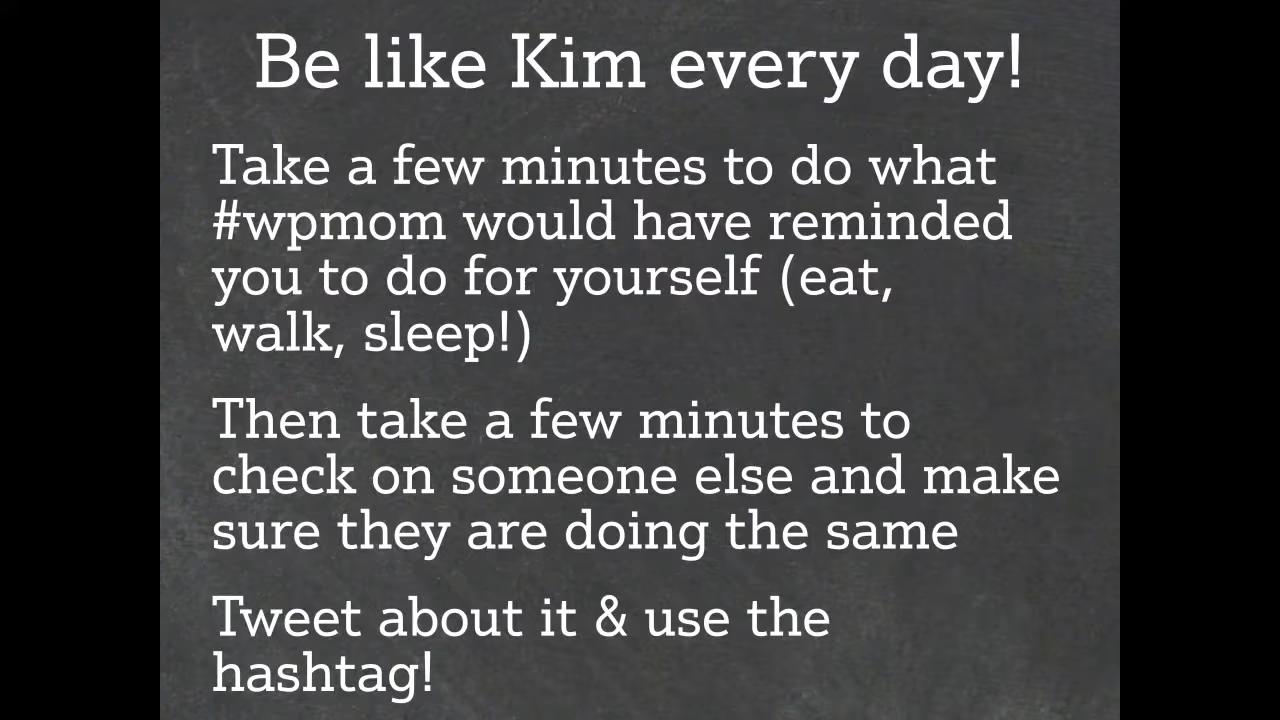 Be like Kim every day!
Take a few minutes to do what
#wpmom would have reminded
you to do for yourself (eat,
walk, sleep!)
Then take a few minutes to
check on someone else and make
sure they are doing the same
Tweet about it & use the
hashtag!